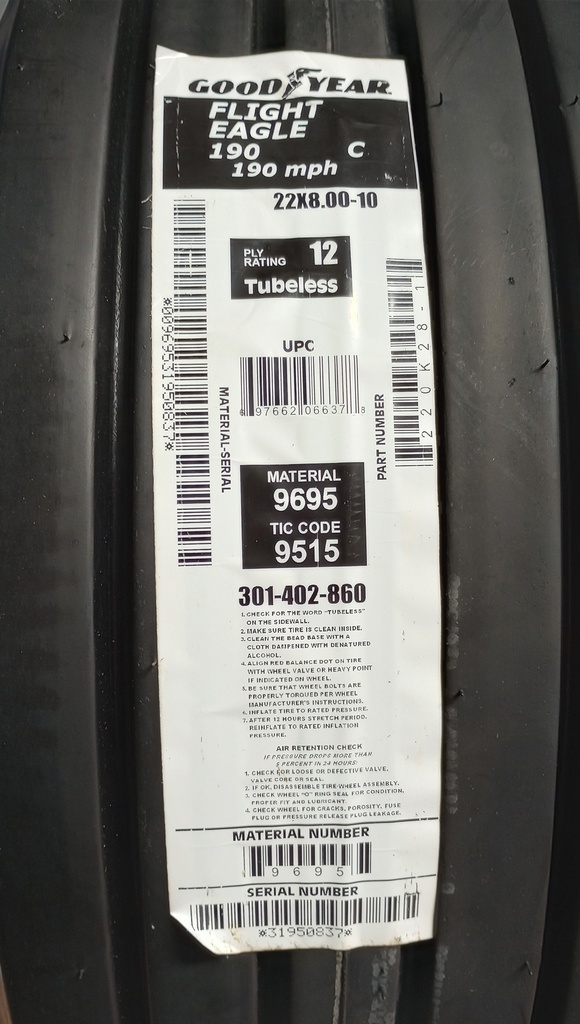 GOODYEAR
FLIGHT
EAGLE
190 C
190 mph
22X8.00-10
PLY
RATING 12
Tubeless
*00969531950837*
MATERIAL-SERIAL
UPC
97662 06637 8
220K28-1
PART NUMBER
MATERIAL
9695
TIC CODE
9515
301-402-860
1. CHECK FOR THE WORD "TUBELESS"
ON THE SIDEWALL.
2. MAKE SURE TIRE IS CLEAN INSIDE.
3. CLEAN THE BEAD BASE WITH A
CLOTH DAMPENED WITH DENATURED
ALCOHOL.
4. ALIGN RED BALANCE DOT ON TIRE
WITH WHEEL VALVE OR HEAVY POINT
IF INDICATED ON WHEEL.
5. BE SURE THAT WHEEL BOLTS ARE
PROPERLY TORQUED PER WHEEL
MANUFACTURER'S INSTRUCTIONS.
6. INFLATE TIRE TO RATED PRESSURE.
7. AFTER 12 HOURS STRETCH PERIOD,
REINFLATE TO RATED INFLATION
PRESSURE.
AIR RETENTION CHECK
IF PRESSURE DROPS MORE THAN
5 PERCENT IN 24 HOURS:
1. CHECK FOR LOOSE OR DEFECTIVE VALVE,
VALVE CORE OR SEAL.
2. IF OK, DISASSEMBLE TIRE/WHEEL ASSEMBLY.
3. CHECK WHEEL "O" RING SEAL FOR CONDITION,
PROPER FIT AND LUBRICANT.
4. CHECK WHEEL FOR CRACKS, POROSITY, FUSE
PLUG OR PRESSURE RELEASE PLUG LEAKAGE.
MATERIAL NUMBER
9695
SERIAL NUMBER
*31950837*